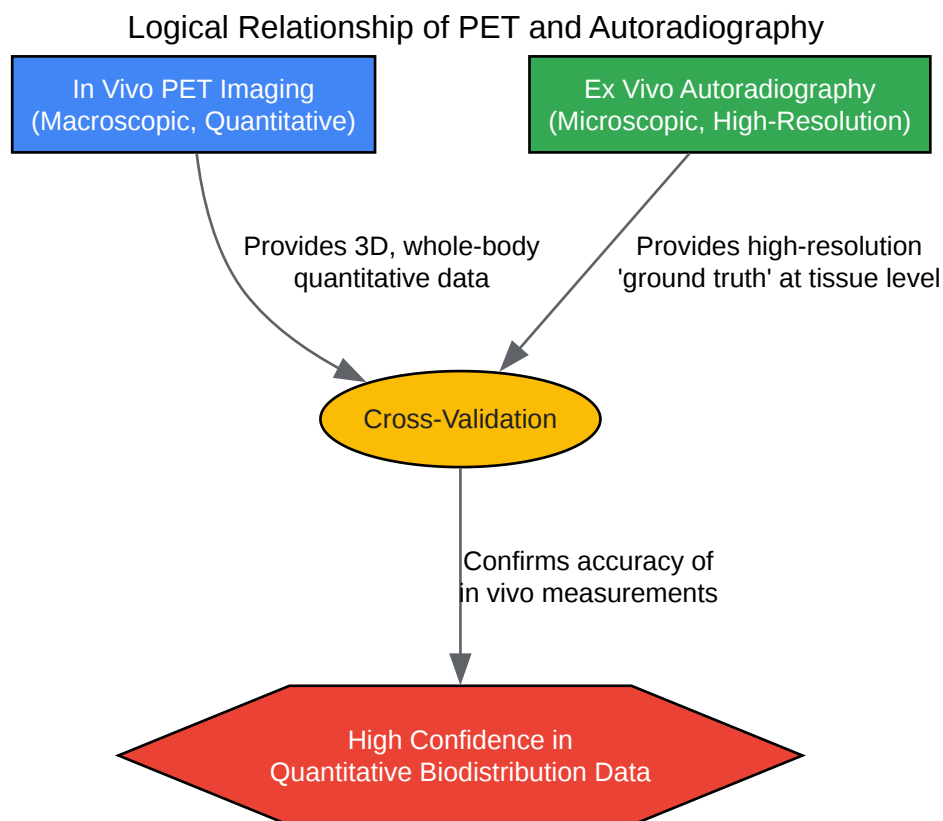 Logical Relationship of PET and Autoradiography
In Vivo PET Imaging
(Macroscopic, Quantitative)
Ex Vivo Autoradiography
(Microscopic, High-Resolution)
Provides 3D, whole-body
quantitative data
Provides high-resolution
'ground truth' at tissue level
Cross-Validation
Confirms accuracy of
in vivo measurements
High Confidence in
Quantitative Biodistribution Data